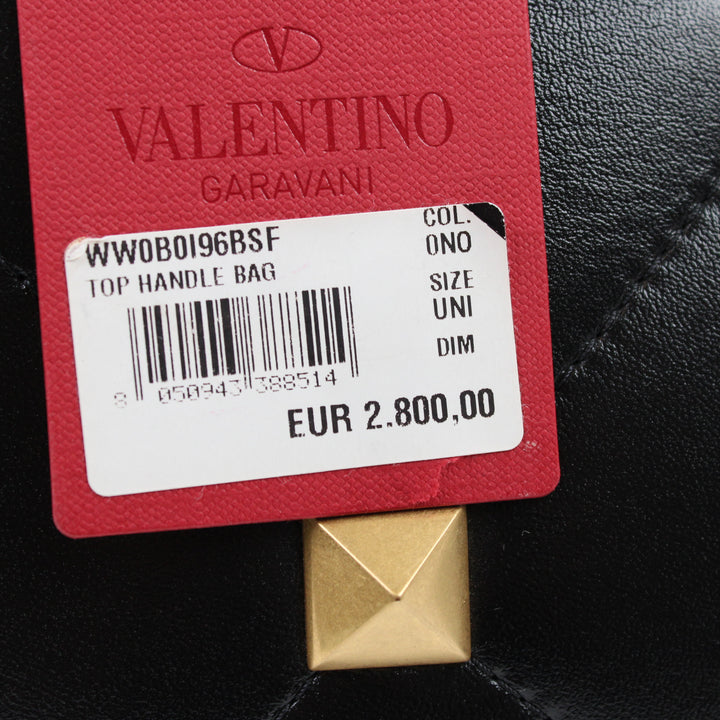 V
VALENTINO
GARAVANI
WW0B0I96BSF
COL.
TOP HANDLE BAG
0NO
SIZE
UNI
DIM
8 050943 388514
EUR 2.800,00